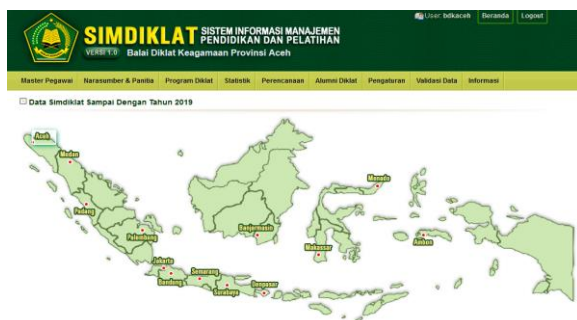 User: bdkaceh Beranda Logout
SIMDIKLAT SISTEM INFORMASI MANAJEMEN
PENDIDIKAN DAN PELATIHAN
VERSI 1.0 Balai Diklat Keagamaan Provinsi Aceh
Master Pegawai Narasumber & Panitia Program Diklat Statistik Perencanaan Alumni Diklat Pengaturan Validasi Data Informasi
Data Simdiklat Sampai Dengan Tahun 2019
Aceh
Medan
Manado
Padang
Palembang
Banjarmasin
Makassar
Ambon
Jakarta
Bandung
Semarang
Surabaya
Denpasar